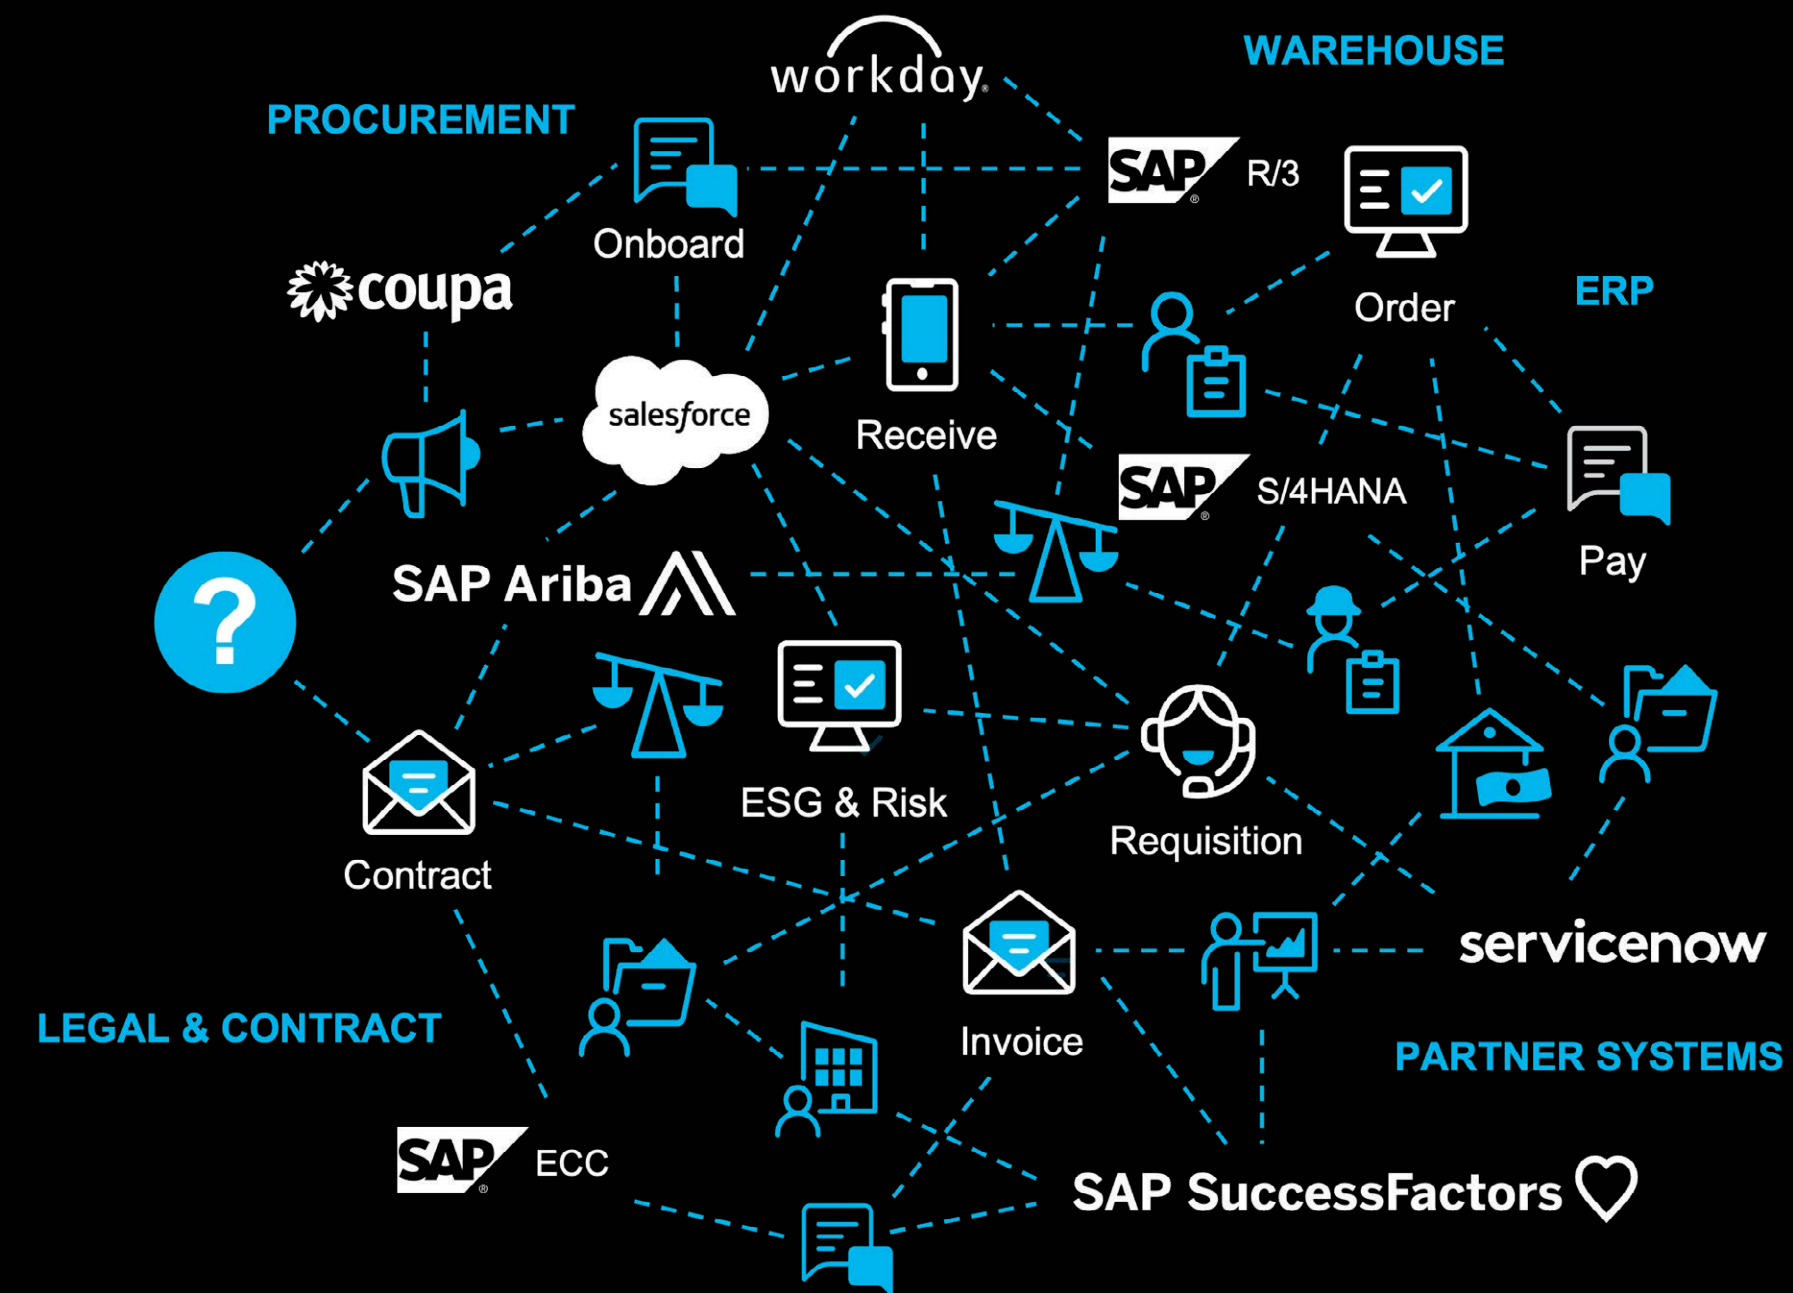 workday®
WAREHOUSE
PROCUREMENT
SAP® R/3
Onboard
coupa
Order
ERP
salesforce
Receive
SAP® S/4HANA
Pay
SAP Ariba
?
ESG & Risk
Requisition
Contract
servicenow
LEGAL & CONTRACT
Invoice
PARTNER SYSTEMS
SAP® ECC
SAP SuccessFactors